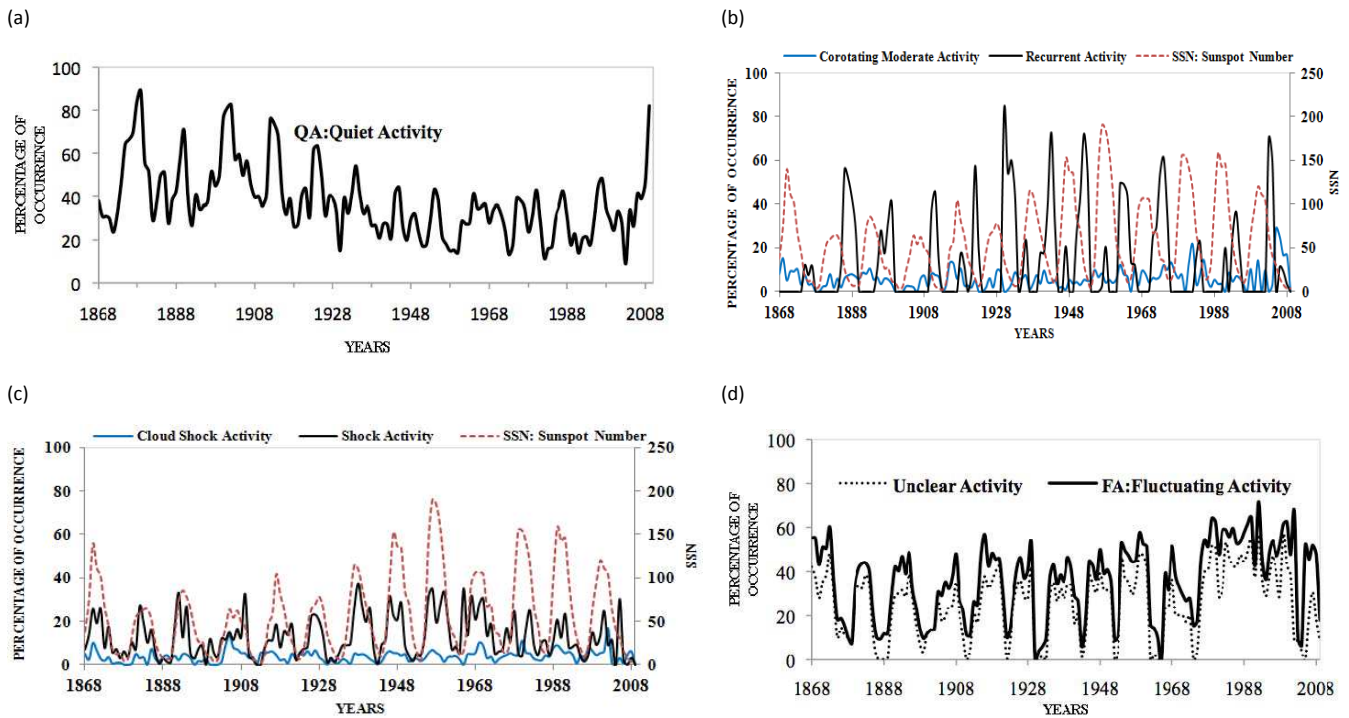 (a)
100
80
60
40
20
0
PERCENTAGE OF
OCCURRENCE
QA:Quiet Activity
1868 1888 1908 1928 1948 1968 1988 2008
YEARS
(b)
Corotating Moderate Activity Recurrent Activity SSN: Sunspot Number
100
80
60
40
20
0
PERCENTAGE OF OCCURRENCE
250
200
150
100
50
0
SSN
1868 1888 1908 1928 1948 1968 1988 2008
YEARS
(c)
Cloud Shock Activity Shock Activity SSN: Sunspot Number
100
80
60
40
20
0
PERCENTAGE OF OCCURRENCE
250
200
150
100
50
0
SSN
1868 1888 1908 1928 1948 1968 1988 2008
YEARS
(d)
100
80
60
40
20
0
PERCENTAGE OF
OCCURRENCE
Unclear Activity FA:Fluctuating Activity
1868 1888 1908 1928 1948 1968 1988 2008
YEARS